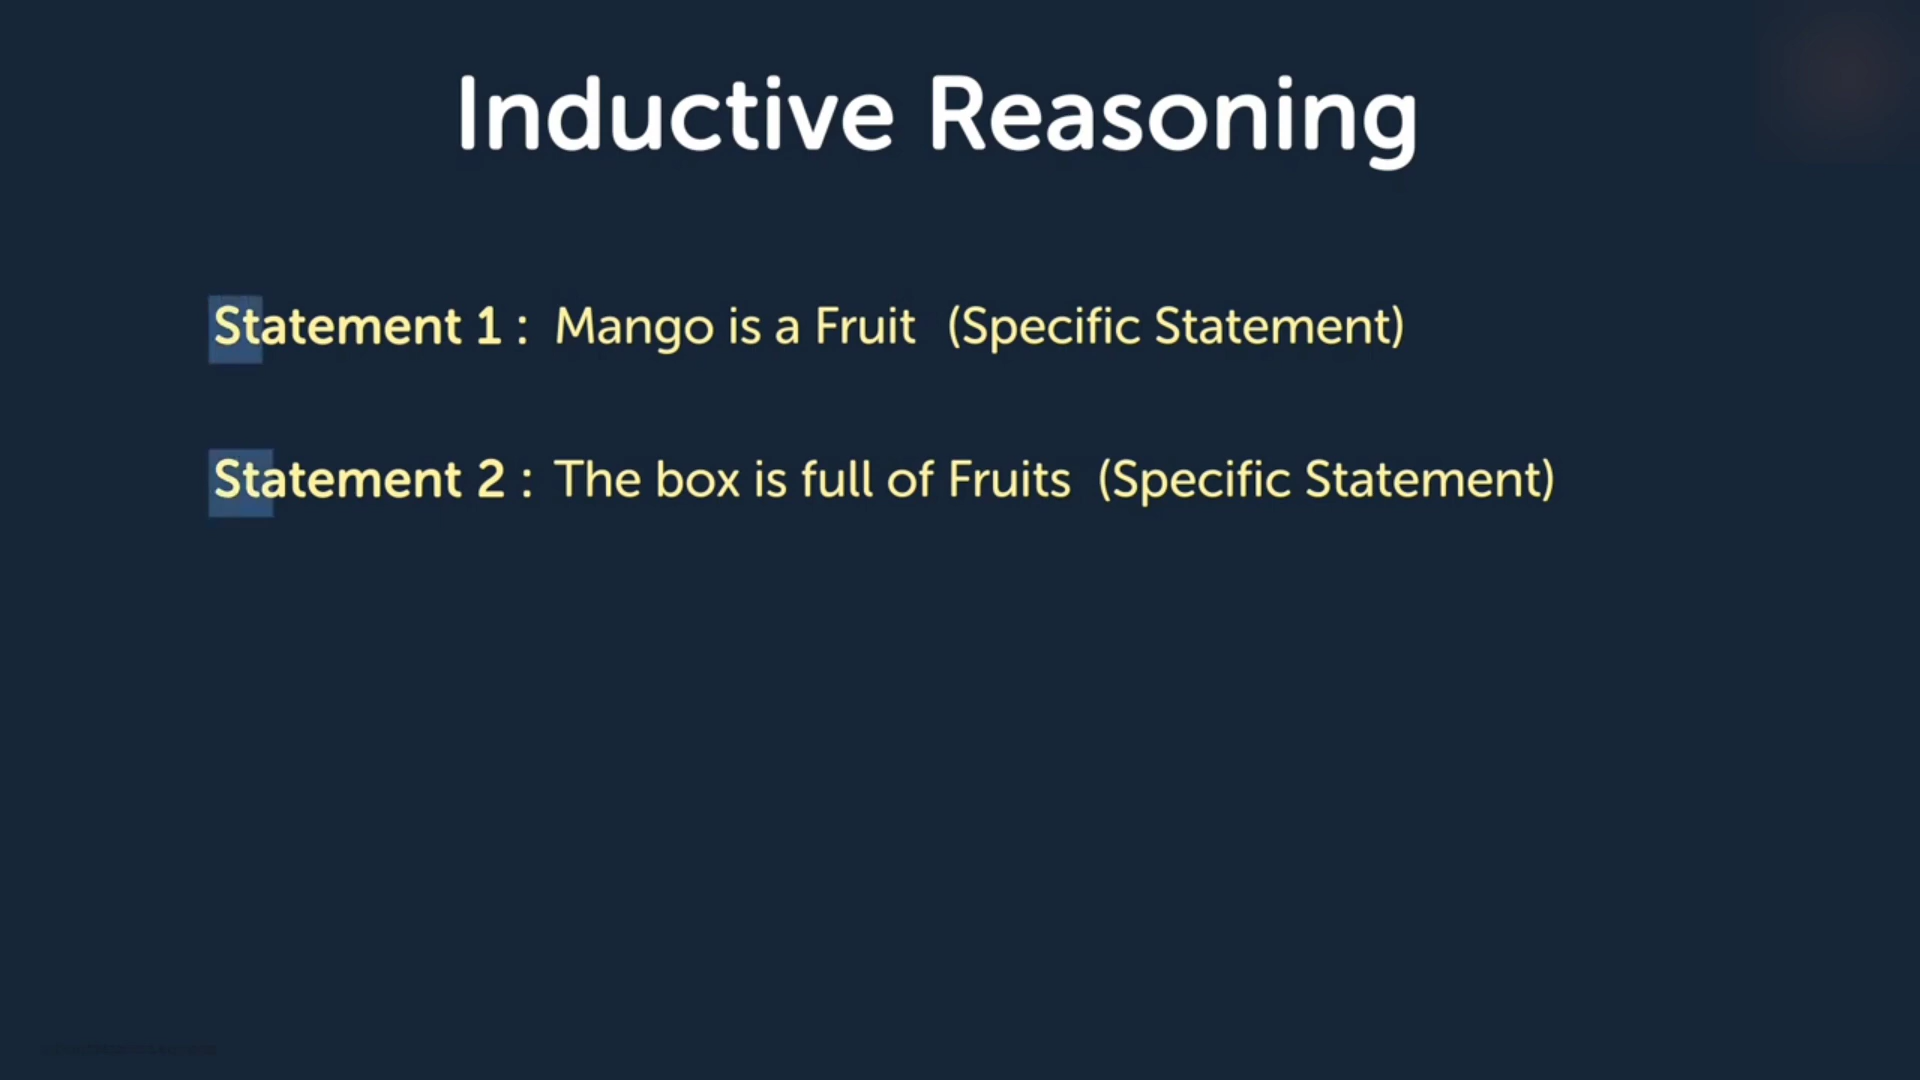 Inductive Reasoning
Statement 1 : Mango is a Fruit (Specific Statement)
Statement 2 : The box is full of Fruits (Specific Statement)